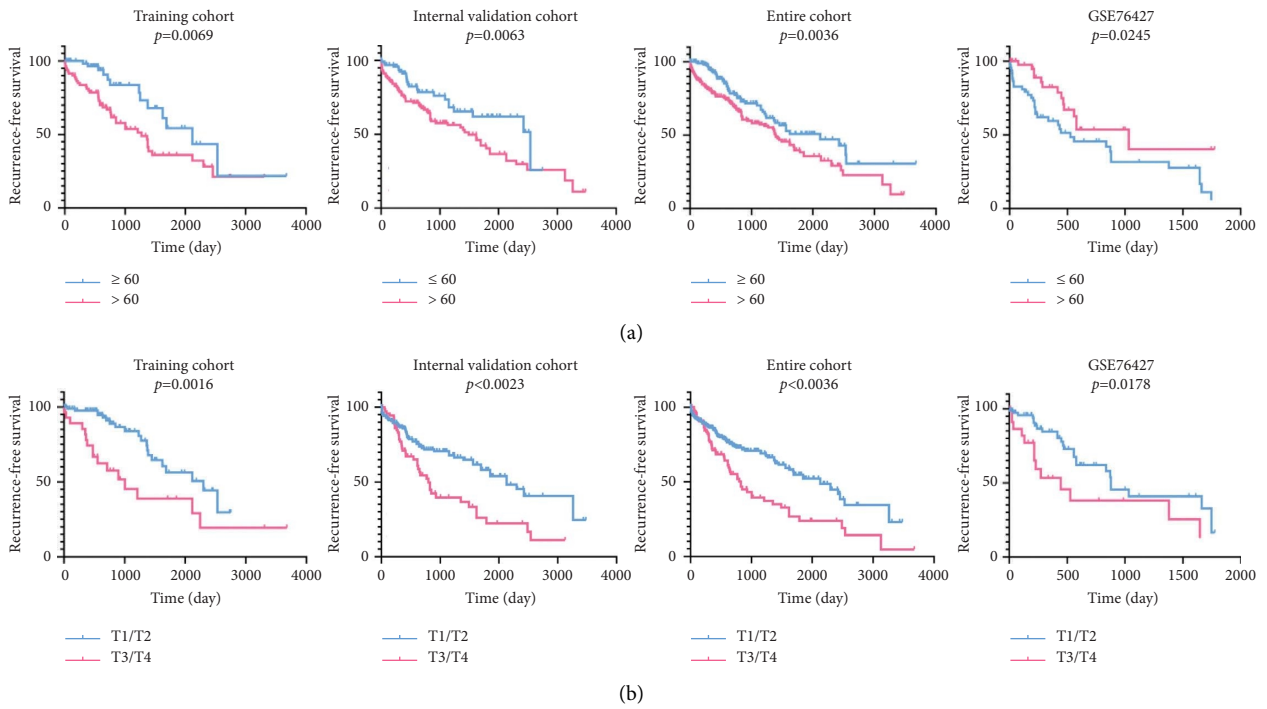 Training cohort
p=0.0069
Recurrence-free survival
100
50
0
0 1000 2000 3000 4000
Time (day)
≥ 60
> 60
Internal validation cohort
p=0.0063
Recurrence-free survival
100
50
0
0 1000 2000 3000 4000
Time (day)
≤ 60
> 60
Entire cohort
p=0.0036
Recurrence-free survival
100
50
0
0 1000 2000 3000 4000
Time (day)
≥ 60
> 60
GSE76427
p=0.0245
Recurrence-free survival
100
50
0
0 500 1000 1500 2000
Time (day)
≤ 60
> 60
(a)
Training cohort
p=0.0016
Recurrence-free survival
100
50
0
0 1000 2000 3000 4000
Time (day)
T1/T2
T3/T4
Internal validation cohort
p<0.0023
Recurrence-free survival
100
50
0
0 1000 2000 3000 4000
Time (day)
T1/T2
T3/T4
Entire cohort
p<0.0036
Recurrence-free survival
100
50
0
0 1000 2000 3000 4000
Time (day)
T1/T2
T3/T4
GSE76427
p=0.0178
Recurrence-free survival
100
50
0
0 500 1000 1500 2000
Time (day)
T1/T2
T3/T4
(b)